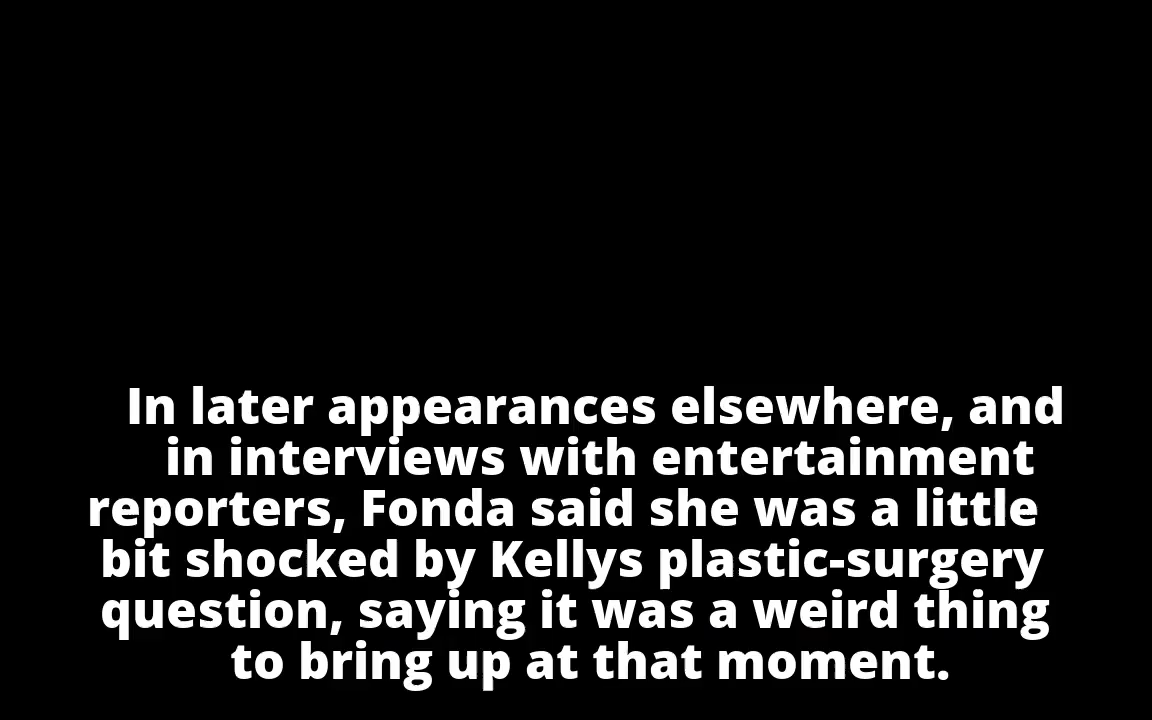 In later appearances elsewhere, and
in interviews with entertainment
reporters, Fonda said she was a little
bit shocked by Kellys plastic-surgery
question, saying it was a weird thing
to bring up at that moment.